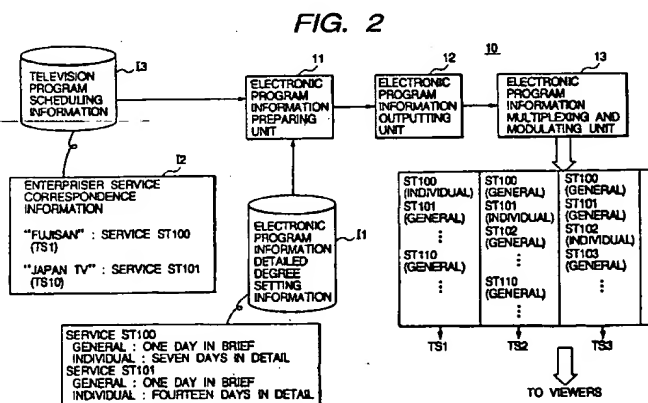 FIG. 2
10
I3
TELEVISION
PROGRAM
SCHEDULING
INFORMATION
11
ELECTRONIC
PROGRAM
INFORMATION
PREPARING
UNIT
12
ELECTRONIC
PROGRAM
INFORMATION
OUTPUTTING
UNIT
13
ELECTRONIC
PROGRAM
INFORMATION
MULTIPLEXING AND
MODULATING UNIT
I2
ENTERPRISER SERVICE
CORRESPONDENCE
INFORMATION
"FUJISAN" : SERVICE ST100
(TS1)
"JAPAN TV" : SERVICE ST101
(TS10)
I1
ELECTRONIC
PROGRAM
INFORMATION
DETAILED
DEGREE
SETTING
INFORMATION
SERVICE ST100
GENERAL : ONE DAY IN BRIEF
INDIVIDUAL : SEVEN DAYS IN DETAIL
SERVICE ST101
GENERAL : ONE DAY IN BRIEF
INDIVIDUAL : FOURTEEN DAYS IN DETAIL
ST100
(INDIVIDUAL)
ST101
(GENERAL)
⋮
ST110
(GENERAL)
⋮
TS1
ST100
(GENERAL)
ST101
(INDIVIDUAL)
ST102
(GENERAL)
⋮
ST110
(GENERAL)
⋮
TS2
ST100
(GENERAL)
ST101
(GENERAL)
ST102
(INDIVIDUAL)
ST103
(GENERAL)
⋮
TS3
TO VIEWERS